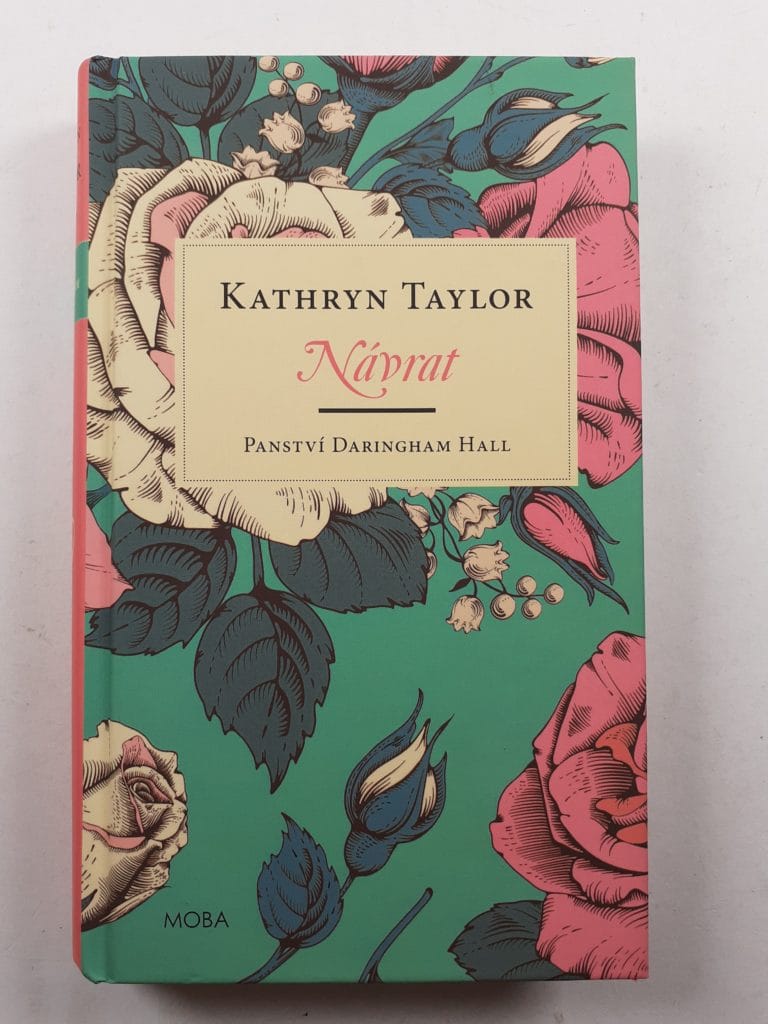 KATHRYN TAYLOR
Návrat
PANSTVÍ DARINGHAM HALL
MOBA